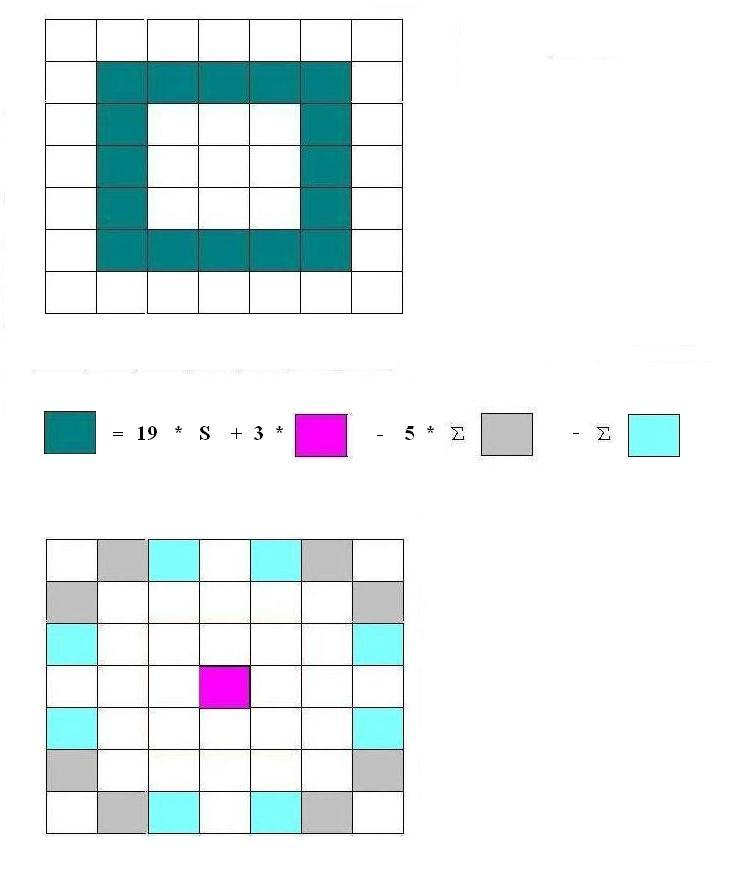 = 19 * S + 3 * - 5 * Σ - Σ